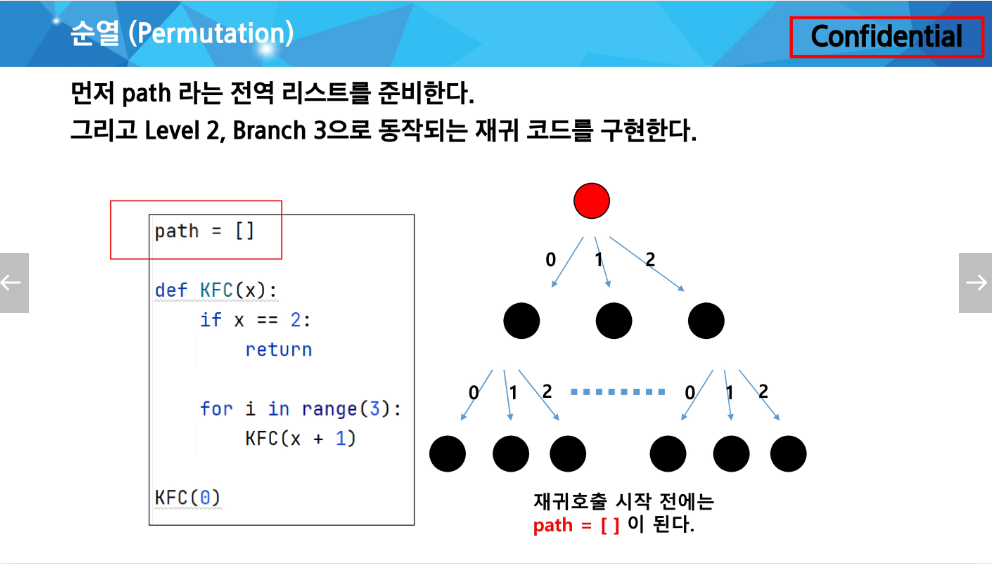 순열 (Permutation)
Confidential
먼저 path 라는 전역 리스트를 준비한다.
그리고 Level 2, Branch 3으로 동작되는 재귀 코드를 구현한다.
path = []
def KFC(x):
    if x == 2:
        return
    for i in range(3):
        KFC(x + 1)
KFC(0)
0 1 2
0 1 2 0 1 2
재귀호출 시작 전에는
path = [ ] 이 된다.